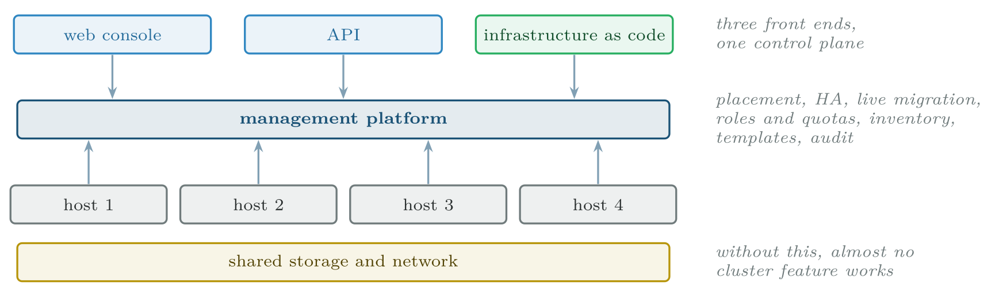 web console
API
infrastructure as code
three front ends,
one control plane
management platform
placement, HA, live migration,
roles and quotas, inventory,
templates, audit
host 1
host 2
host 3
host 4
shared storage and network
without this, almost no
cluster feature works